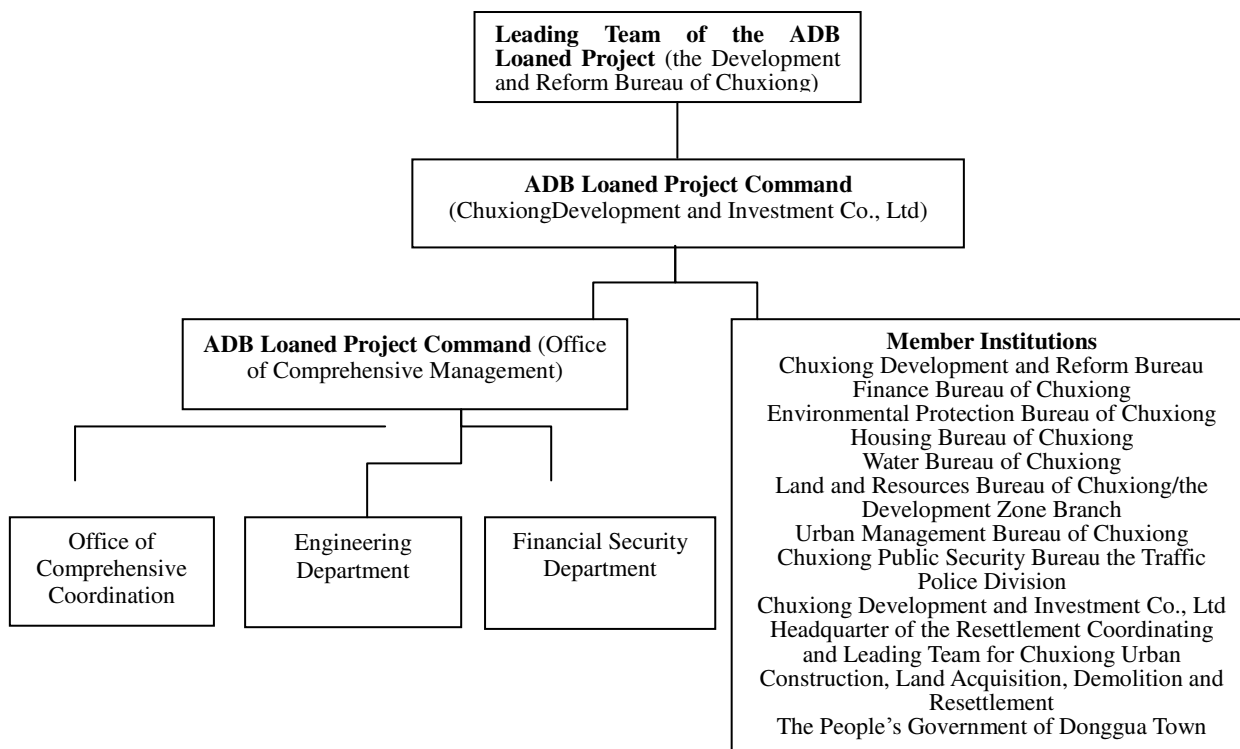 Leading Team of the ADB
Loaned Project (the Development
and Reform Bureau of Chuxiong)
ADB Loaned Project Command
(ChuxiongDevelopment and Investment Co., Ltd)
ADB Loaned Project Command (Office
of Comprehensive Management)
Office of
Comprehensive
Coordination
Engineering
Department
Financial Security
Department
Member Institutions
Chuxiong Development and Reform Bureau
Finance Bureau of Chuxiong
Environmental Protection Bureau of Chuxiong
Housing Bureau of Chuxiong
Water Bureau of Chuxiong
Land and Resources Bureau of Chuxiong/the
Development Zone Branch
Urban Management Bureau of Chuxiong
Chuxiong Public Security Bureau the Traffic
Police Division
Chuxiong Development and Investment Co., Ltd
Headquarter of the Resettlement Coordinating
and Leading Team for Chuxiong Urban
Construction, Land Acquisition, Demolition and
Resettlement
The People's Government of Donggua Town